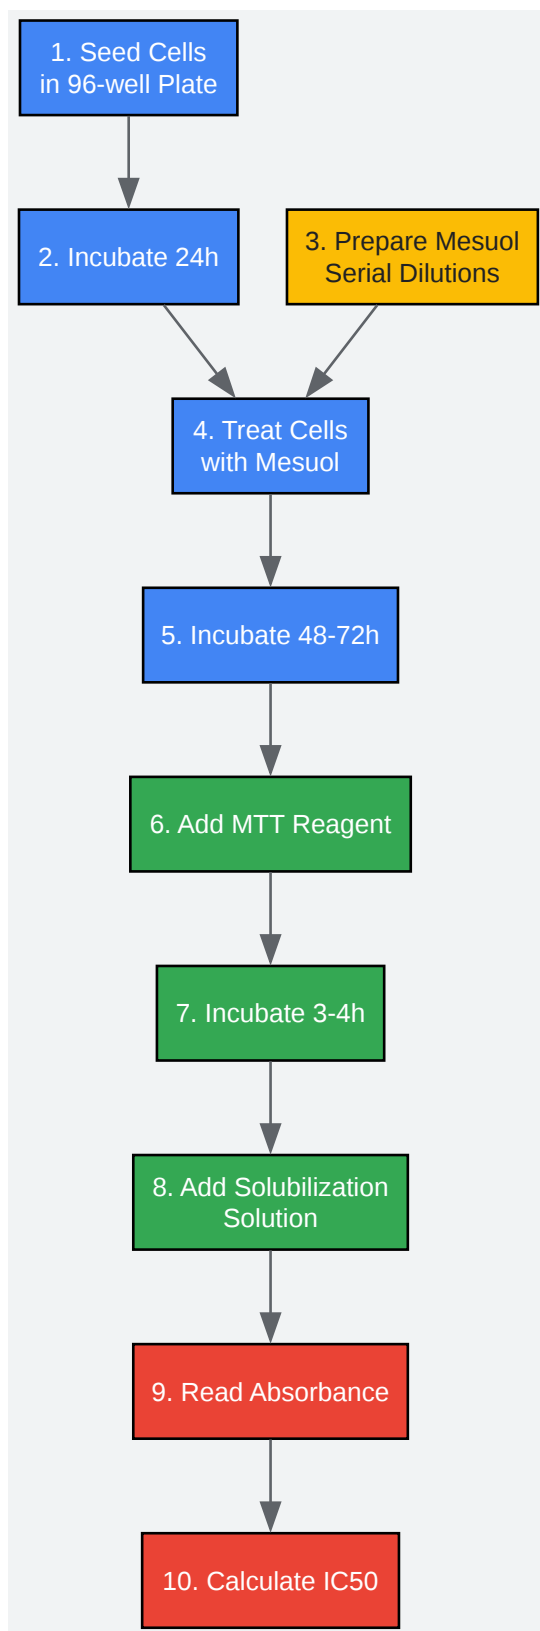 1. Seed Cells
in 96-well Plate
2. Incubate 24h
3. Prepare Mesuol
Serial Dilutions
4. Treat Cells
with Mesuol
5. Incubate 48-72h
6. Add MTT Reagent
7. Incubate 3-4h
8. Add Solubilization
Solution
9. Read Absorbance
10. Calculate IC50